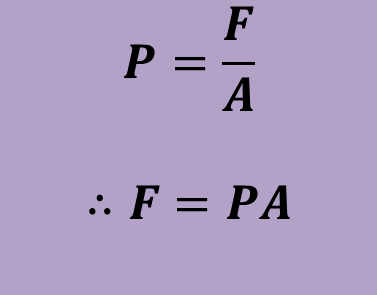 P = F/A
∴ F = PA